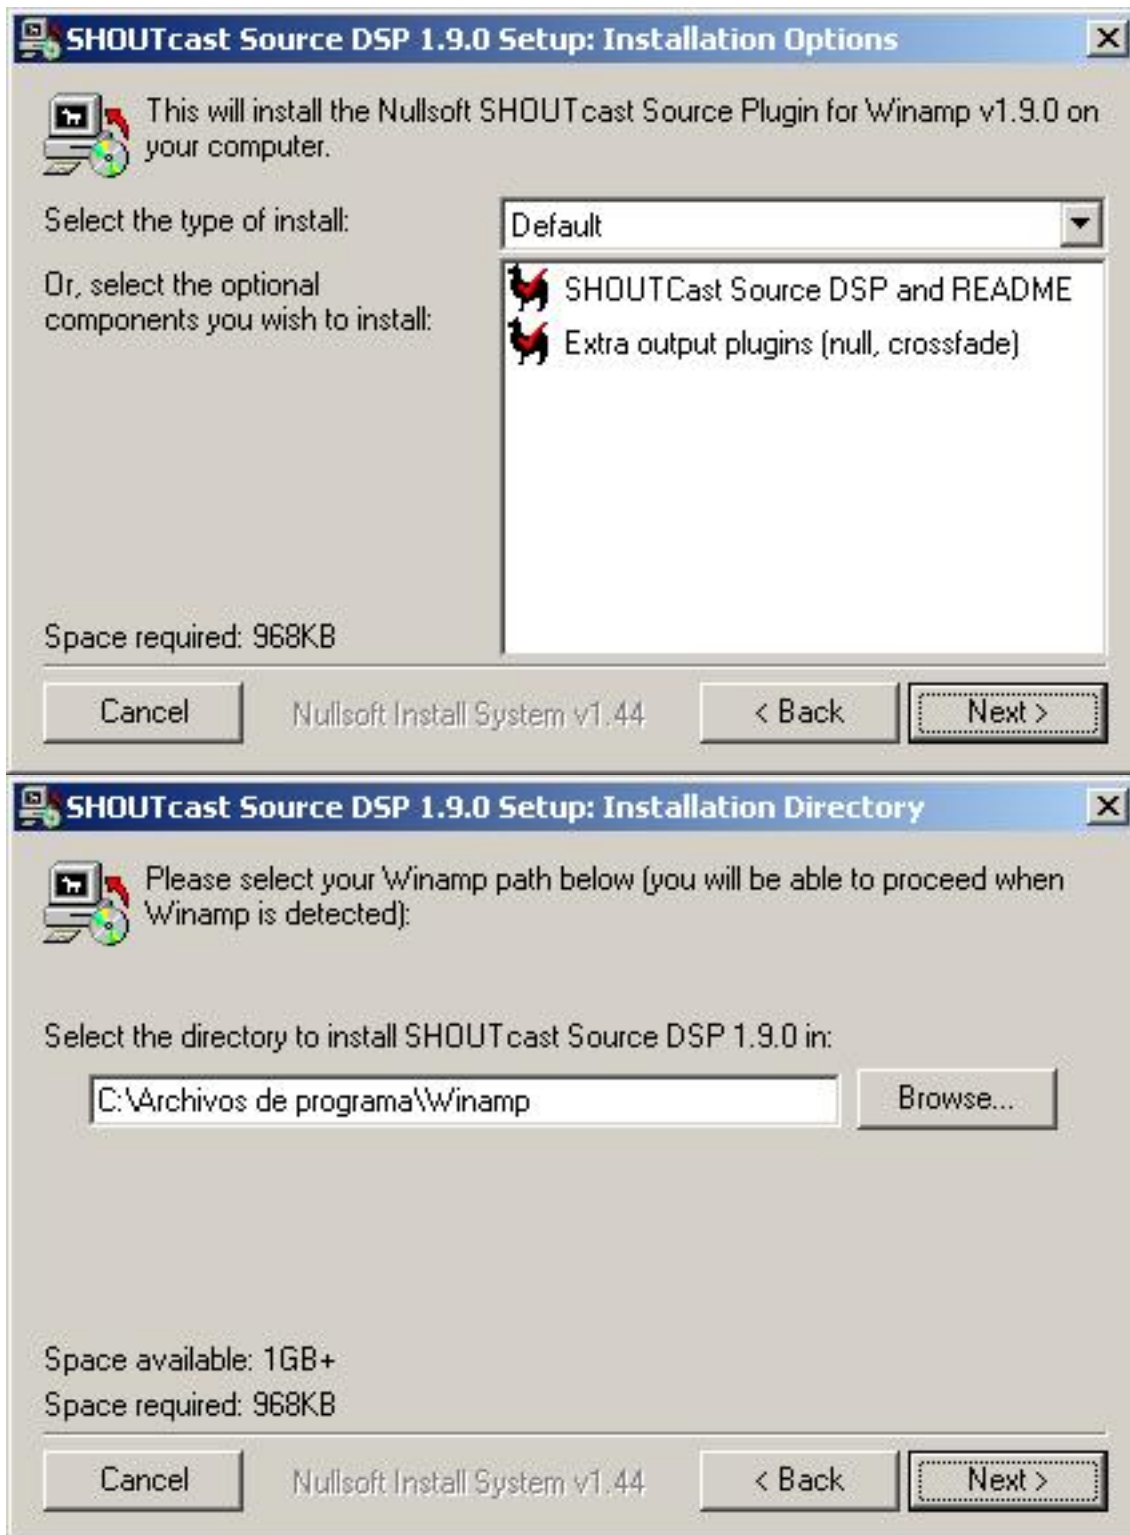 SHOUTcast Source DSP 1.9.0 Setup: Installation Options
This will install the Nullsoft SHOUTcast Source Plugin for Winamp v1.9.0 on
your computer.
Select the type of install:
Default
Or, select the optional
components you wish to install:
SHOUTCast Source DSP and README
Extra output plugins (null, crossfade)
Space required: 968KB
Cancel
Nullsoft Install System v1.44
< Back
Next >
SHOUTcast Source DSP 1.9.0 Setup: Installation Directory
Please select your Winamp path below (you will be able to proceed when
Winamp is detected):
Select the directory to install SHOUTcast Source DSP 1.9.0 in:
C:\Archivos de programa\Winamp
Browse...
Space available: 1GB+
Space required: 968KB
Cancel
Nullsoft Install System v1.44
< Back
Next >